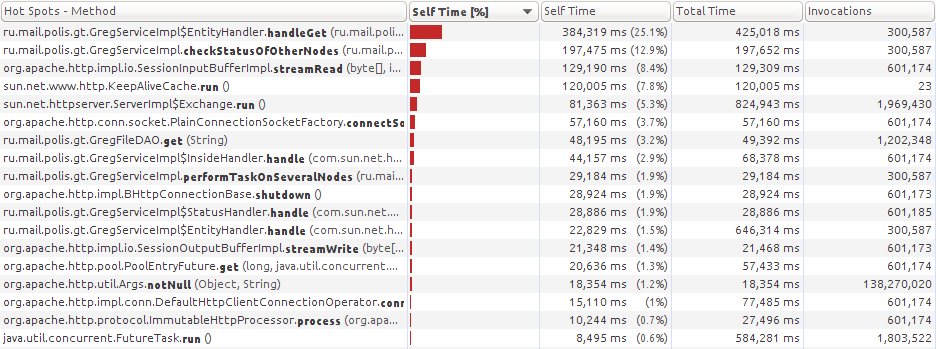 Hot Spots - Method Self Time [%] Self Time Total Time Invocations
ru.mail.polis.gt.GregServiceImpl$EntityHandler.handleGet (ru.mail.polis... 384,319 ms (25.1%) 425,018 ms 300,587
ru.mail.polis.gt.GregServiceImpl.checkStatusOfOtherNodes (ru.mail.p... 197,475 ms (12.9%) 197,652 ms 300,587
org.apache.http.impl.io.SessionInputBufferImpl.streamRead (byte[], i... 129,190 ms (8.4%) 129,309 ms 601,174
sun.net.www.http.KeepAliveCache.run () 120,005 ms (7.8%) 120,005 ms 23
sun.net.httpserver.ServerImpl$Exchange.run () 81,363 ms (5.3%) 824,943 ms 1,969,430
org.apache.http.conn.socket.PlainConnectionSocketFactory.connectSo 57,160 ms (3.7%) 57,160 ms 601,174
ru.mail.polis.gt.GregFileDAO.get (String) 48,195 ms (3.2%) 49,392 ms 1,202,348
ru.mail.polis.gt.GregServiceImpl$InsideHandler.handle (com.sun.net.h... 44,157 ms (2.9%) 68,378 ms 601,174
ru.mail.polis.gt.GregServiceImpl.performTaskOnSeveralNodes (ru.mai... 29,184 ms (1.9%) 29,184 ms 300,587
org.apache.http.impl.BHttpConnectionBase.shutdown () 28,924 ms (1.9%) 28,924 ms 601,173
ru.mail.polis.gt.GregServiceImpl$StatusHandler.handle (com.sun.net.... 28,886 ms (1.9%) 28,886 ms 601,185
ru.mail.polis.gt.GregServiceImpl$EntityHandler.handle (com.sun.net.h... 22,829 ms (1.5%) 646,314 ms 300,587
org.apache.http.impl.io.SessionOutputBufferImpl.streamWrite (byte[... 21,348 ms (1.4%) 21,468 ms 601,173
org.apache.http.pool.PoolEntryFuture.get (long, java.util.concurrent.... 20,636 ms (1.3%) 57,433 ms 601,174
org.apache.http.util.Args.notNull (Object, String) 18,354 ms (1.2%) 18,354 ms 138,270,020
org.apache.http.impl.conn.DefaultHttpClientConnectionOperator.conn 15,110 ms (1%) 77,485 ms 601,174
org.apache.http.protocol.ImmutableHttpProcessor.process (org.apa... 10,244 ms (0.7%) 27,496 ms 601,174
java.util.concurrent.FutureTask.run () 8,495 ms (0.6%) 584,281 ms 1,803,522